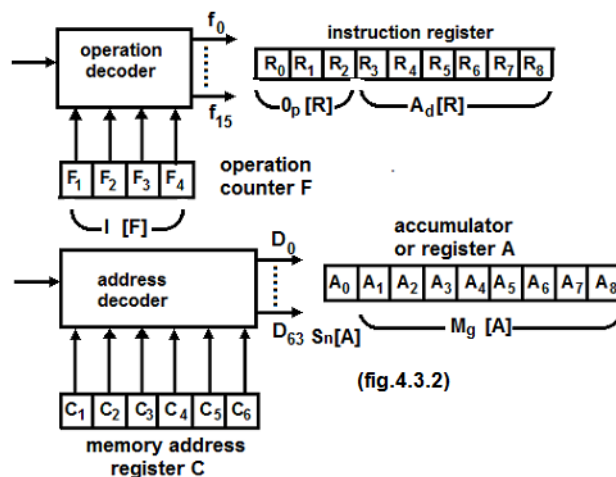 f0
f15
operation
decoder
instruction register
R0 R1 R2 R3 R4 R5 R6 R7 R8
0p [R] Ad [R]
F1 F2 F3 F4
operation
counter F
I [F]
address
decoder
D0
D63
accumulator
or register A
A0 A1 A2 A3 A4 A5 A6 A7 A8
Sn[A] Mg [A]
C1 C2 C3 C4 C5 C6
memory address
register C
(fig.4.3.2)